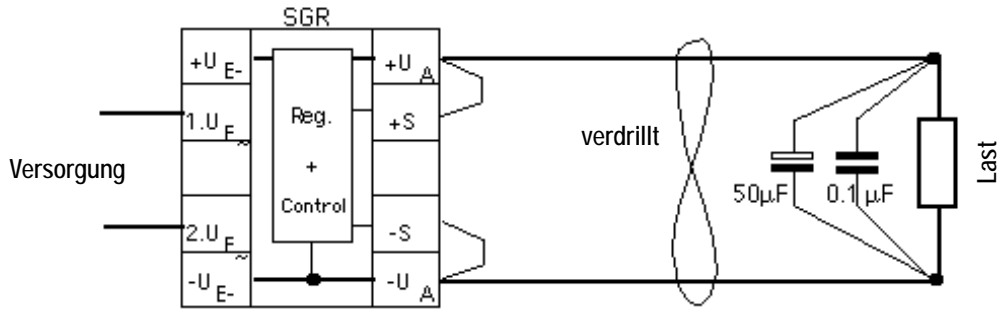 SGR
+U E-
+U A
1.U E~
Reg.
+S
verdrillt
Versorgung
+
Last
50µF
0.1 µF
Control
2.U E~
-S
-U E-
-U A